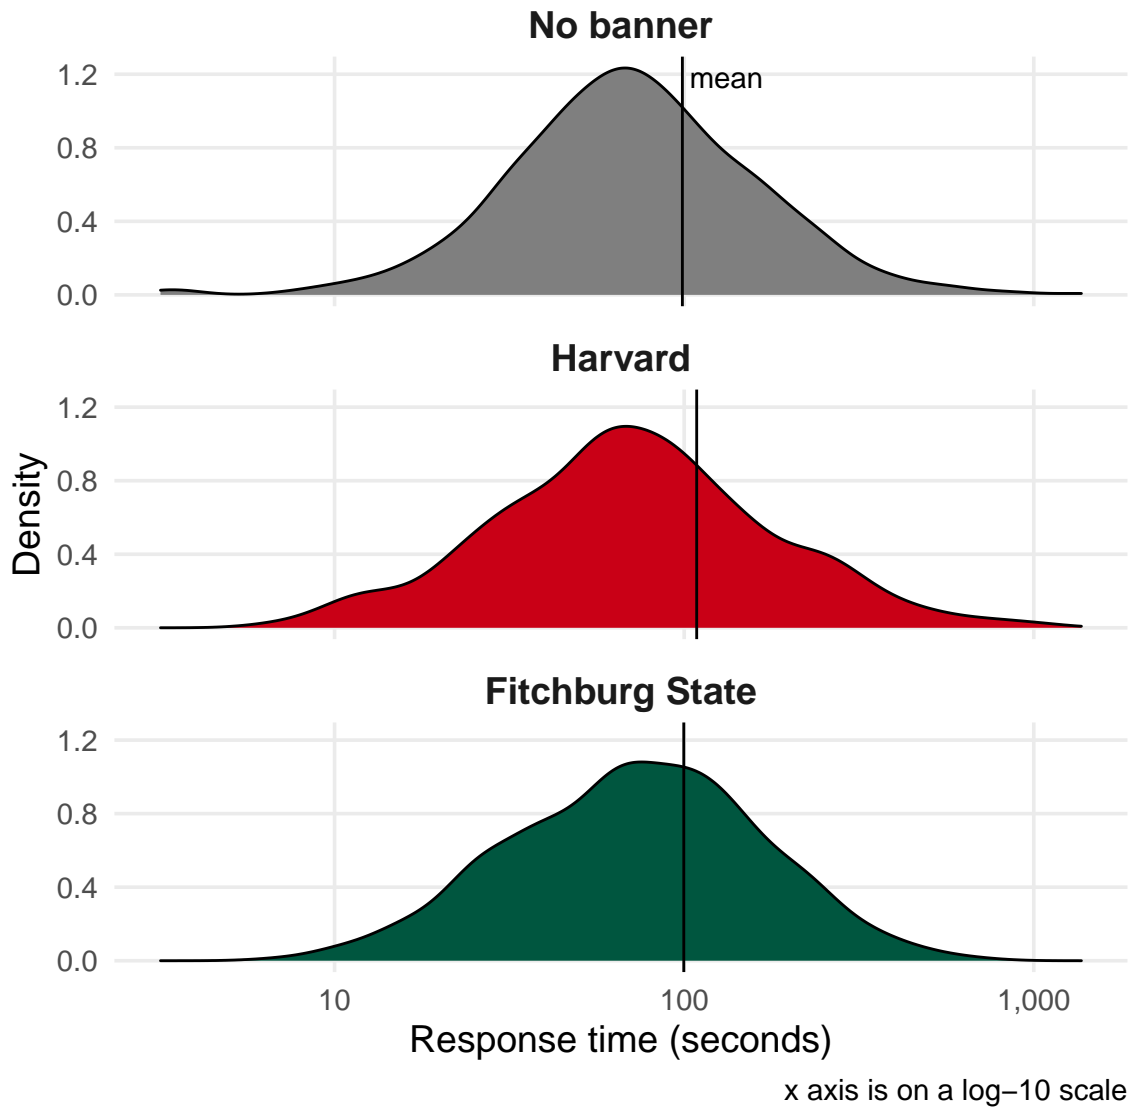 No banner
mean
1.2
0.8
0.4
0.0
Harvard
1.2
0.8
0.4
0.0
Density
Fitchburg State
1.2
0.8
0.4
0.0
10 100 1,000
Response time (seconds)
x axis is on a log−10 scale